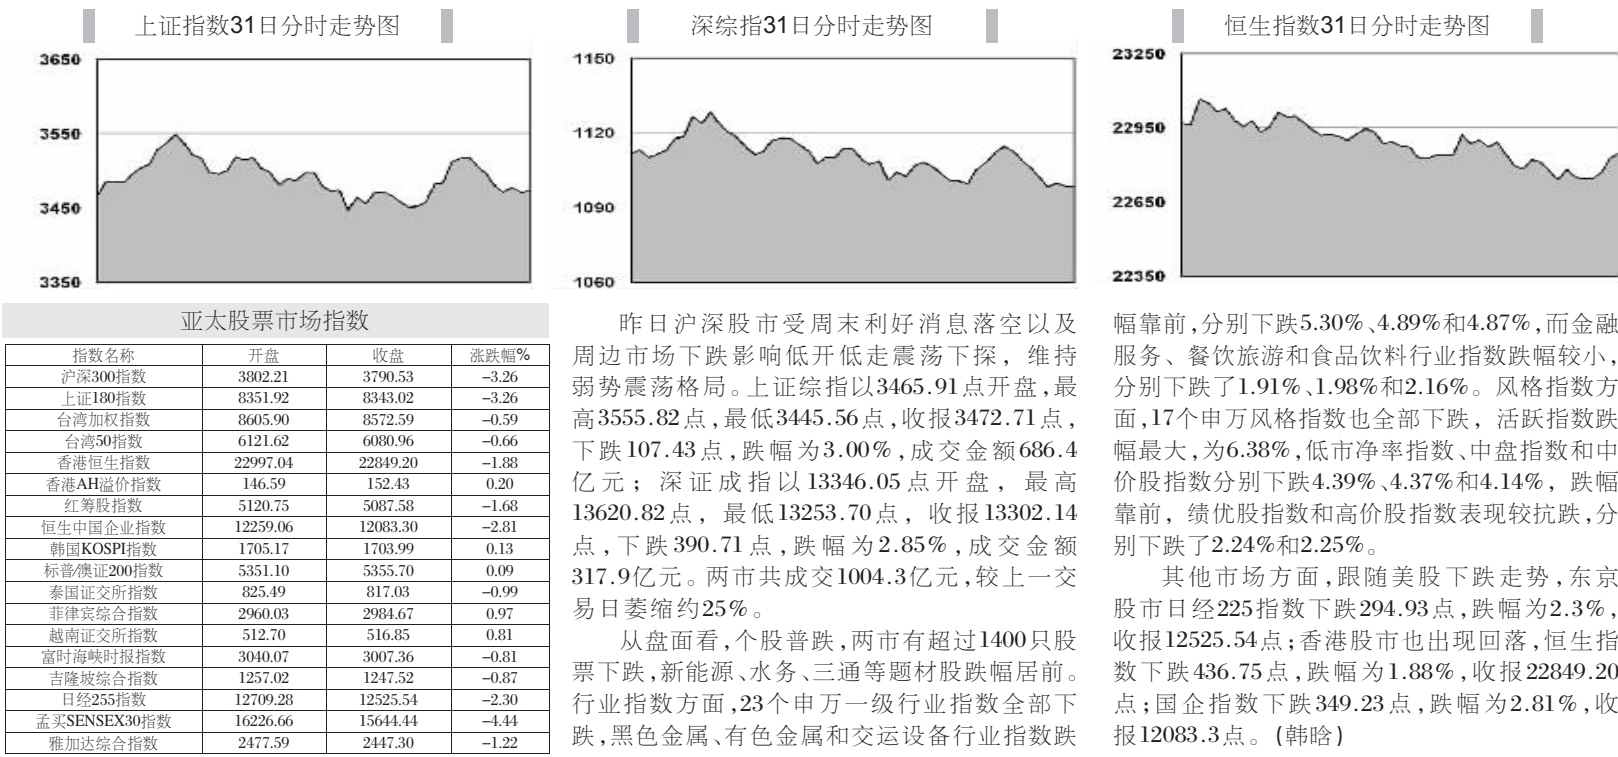 上证指数31日分时走势图
3650
3550
3450
3350
深综指31日分时走势图
1150
1120
1090
1060
恒生指数31日分时走势图
23250
22950
22650
22350
亚太股票市场指数
指数名称 开盘 收盘 涨跌幅%
沪深300指数 3802.21 3790.53 -3.26
上证180指数 8351.92 8343.02 -3.26
台湾加权指数 8605.90 8572.59 -0.59
台湾50指数 6121.62 6080.96 -0.66
香港恒生指数 22997.04 22849.20 -1.88
香港AH溢价指数 146.59 152.43 0.20
红筹股指数 5120.75 5087.58 -1.68
恒生中国企业指数 12259.06 12083.30 -2.81
韩国KOSPI指数 1705.17 1703.99 0.13
标普/澳证200指数 5351.10 5355.70 0.09
泰国证交所指数 825.49 817.03 -0.99
菲律宾综合指数 2960.03 2984.67 0.97
越南证交所指数 512.70 516.85 0.81
富时海峡时报指数 3040.07 3007.36 -0.81
吉隆坡综合指数 1257.02 1247.52 -0.87
日经255指数 12709.28 12525.54 -2.30
孟买SENSEX30指数 16226.66 15644.44 -4.44
雅加达综合指数 2477.59 2447.30 -1.22
昨日沪深股市受周末利好消息落空以及
周边市场下跌影响低开低走震荡下探，维持
弱势震荡格局。上证综指以3465.91点开盘，最
高3555.82点，最低3445.56点，收报3472.71点，
下跌107.43点，跌幅为3.00%，成交金额686.4
亿元；深证成指以13346.05点开盘，最高
13620.82点，最低13253.70点，收报13302.14
点，下跌390.71点，跌幅为2.85%，成交金额
317.9亿元。两市共成交1004.3亿元，较上一交
易日萎缩约25%。
从盘面看，个股普跌，两市有超过1400只股
票下跌，新能源、水务、三通等题材股跌幅居前。
行业指数方面，23个申万一级行业指数全部下
跌，黑色金属、有色金属和交运设备行业指数跌
幅靠前，分别下跌5.30%、4.89%和4.87%，而金融
服务、餐饮旅游和食品饮料行业指数跌幅较小，
分别下跌了1.91%、1.98%和2.16%。风格指数方
面，17个申万风格指数也全部下跌，活跃指数跌
幅最大，为6.38%，低市净率指数、中盘指数和中
价股指数分别下跌4.39%、4.37%和4.14%，跌幅
靠前，绩优股指数和高价股指数表现较抗跌，分
别下跌了2.24%和2.25%。
其他市场方面，跟随美股下跌走势，东京
股市日经225指数下跌294.93点，跌幅为2.3%，
收报12525.54点；香港股市也出现回落，恒生指
数下跌436.75点，跌幅为1.88%，收报22849.20
点；国企指数下跌349.23点，跌幅为2.81%，收
报12083.3点。(韩晗)